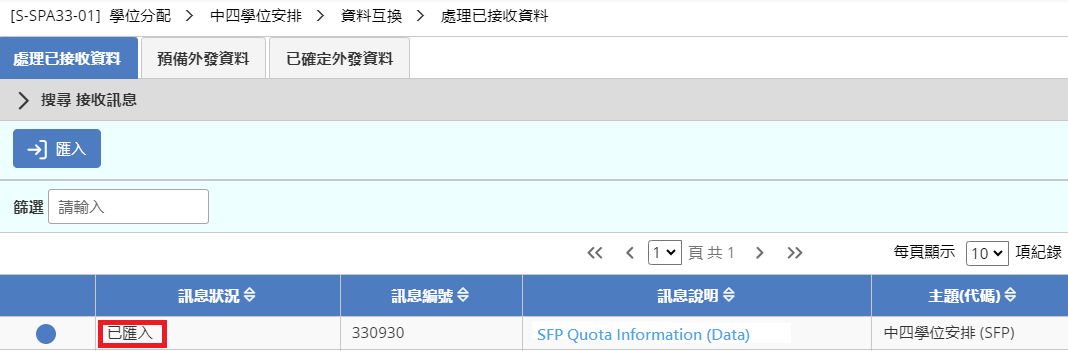 [S-SPA33-01] 學位分配 > 中四學位安排 > 資料互換 > 處理已接收資料
處理已接收資料 預備外發資料 已確定外發資料
搜尋 接收訊息
匯入
篩選 請輸入
1 頁 共 1 每頁顯示 10 項紀錄
訊息狀況 訊息編號 訊息說明 主題(代碼)
已匯入 330930 SFP Quota Information (Data) 中四學位安排 (SFP)